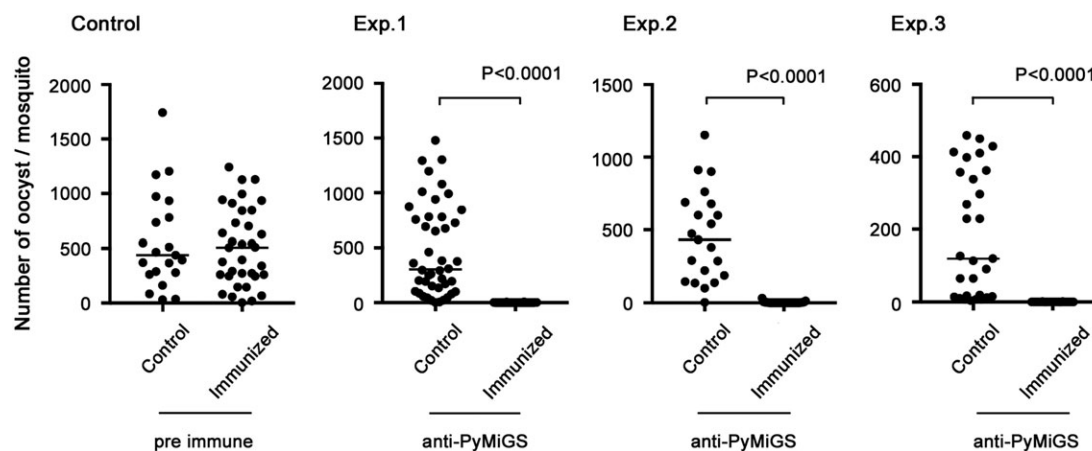 Control
Exp.1
Exp.2
Exp.3
Number of oocyst / mosquito
2000
1500
1000
500
0
Control
Immunized
pre immune
2000
1500
1000
500
0
P<0.0001
Control
Immunized
anti-PyMiGS
1500
1000
500
0
P<0.0001
Control
Immunized
anti-PyMiGS
600
400
200
0
P<0.0001
Control
Immunized
anti-PyMiGS